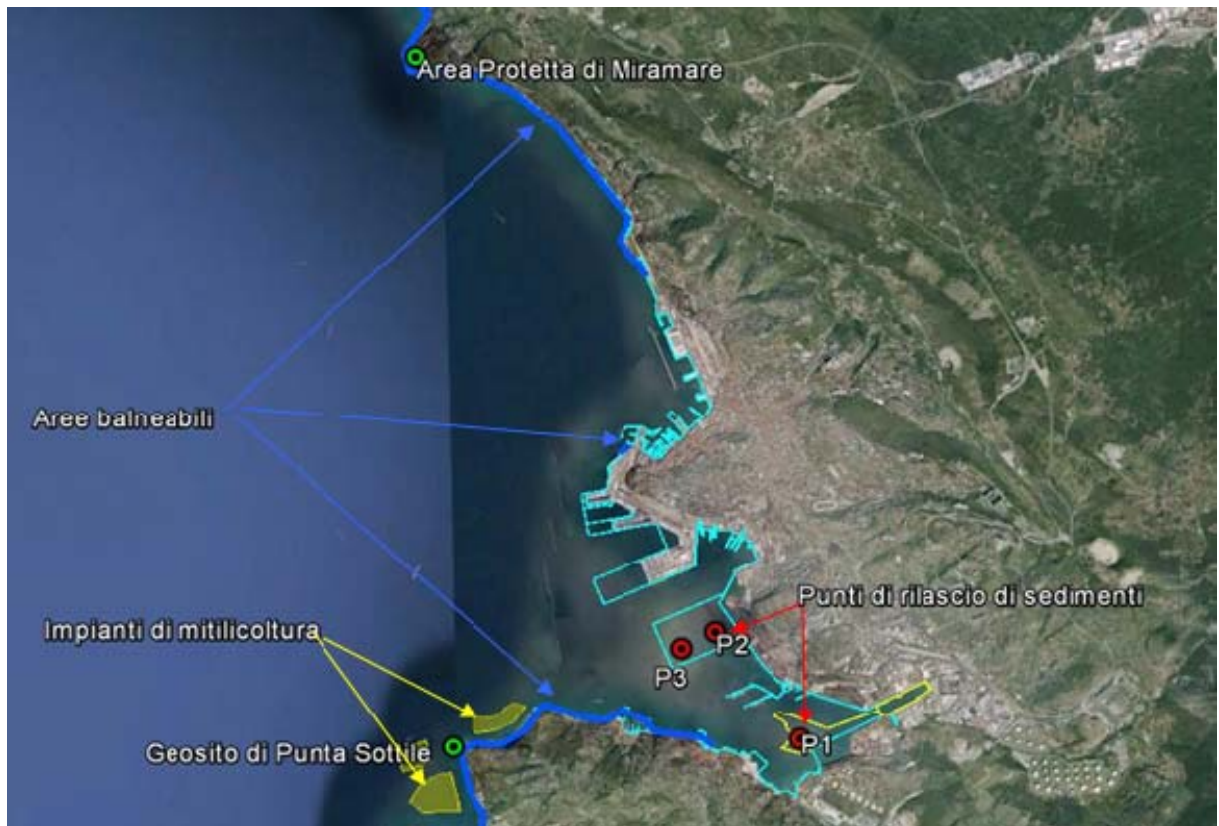 Area Protetta di Miramare
Aree balneabili
Punti di rilascio di sedimenti
Impianti di mitilicoltura
P2
P3
P1
Geosito di Punta Sottile